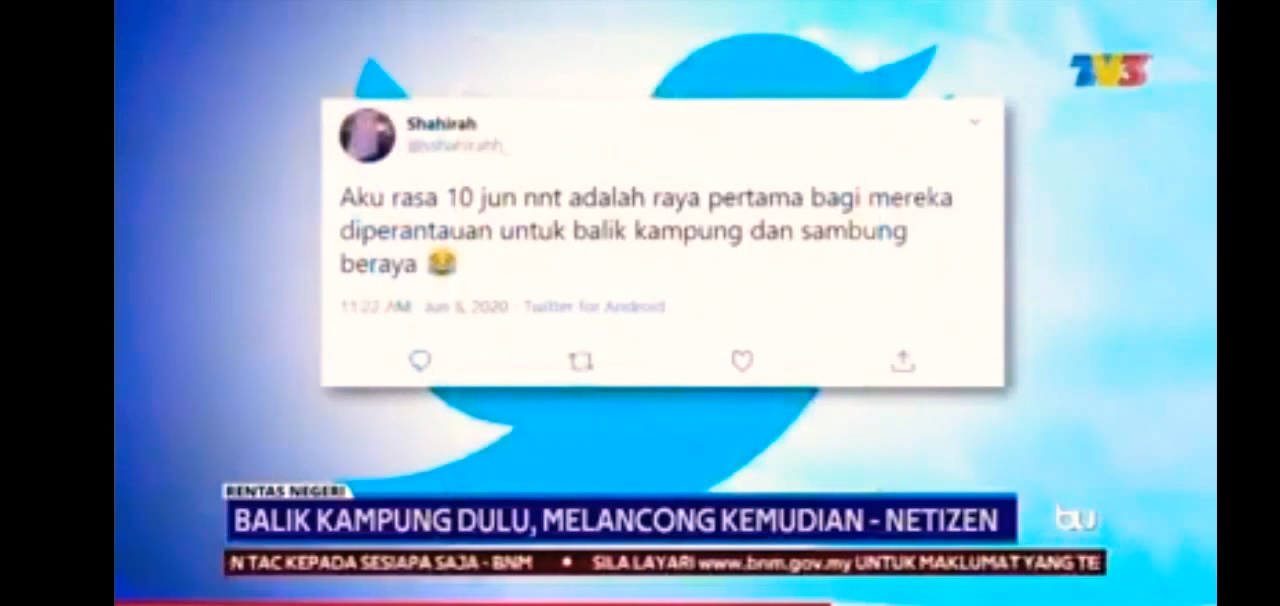 TV3
Shahirah
Aku rasa 10 jun nnt adalah raya pertama bagi mereka
diperantauan untuk balik kampung dan sambung
beraya 😂
11:22 AM · Jun 5, 2020 · Twitter for Android
RENTAS NEGERI
BALIK KAMPUNG DULU, MELANCONG KEMUDIAN - NETIZEN
bu
N TAC KEPADA SESIAPA SAJA - BNM • SILA LAYARI www.bnm.gov.my UNTUK MAKLUMAT YANG TE